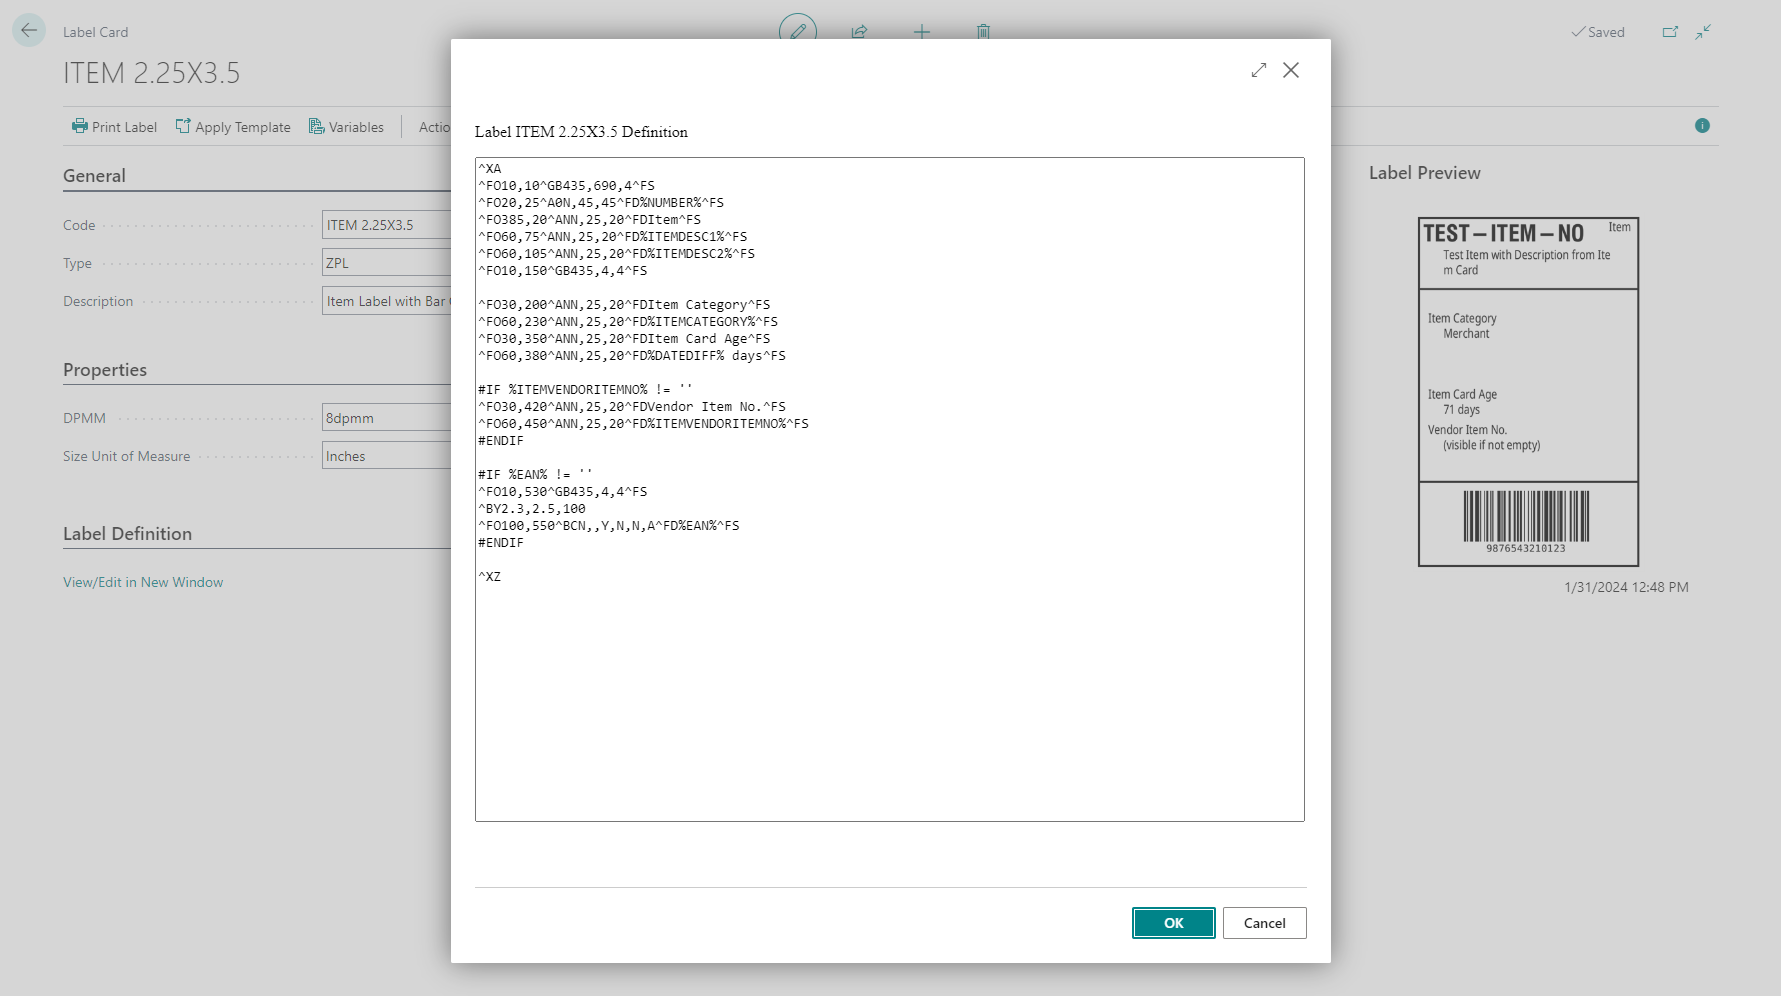 Label Card
Saved
ITEM 2.25X3.5
Print Label
Apply Template
Variables
Actio
General
Code
ITEM 2.25X3.5
Type
ZPL
Description
Item Label with Bar
Properties
DPMM
8dpmm
Size Unit of Measure
Inches
Label Definition
View/Edit in New Window
Label ITEM 2.25X3.5 Definition
^XA
^FO10,10^GB435,690,4^FS
^FO20,25^A0N,45,45^FD%NUMBER%^FS
^FO385,20^ANN,25,20^FDItem^FS
^FO60,75^ANN,25,20^FD%ITEMDESC1%^FS
^FO60,105^ANN,25,20^FD%ITEMDESC2%^FS
^FO10,150^GB435,4,4^FS
^FO30,200^ANN,25,20^FDItem Category^FS
^FO60,230^ANN,25,20^FD%ITEMCATEGORY%^FS
^FO30,350^ANN,25,20^FDItem Card Age^FS
^FO60,380^ANN,25,20^FD%DATEDIFF% days^FS
#IF %ITEMVENDORITEMNO% != ''
^FO30,420^ANN,25,20^FDVendor Item No.^FS
^FO60,450^ANN,25,20^FD%ITEMVENDORITEMNO%^FS
#ENDIF
#IF %EAN% != ''
^FO10,530^GB435,4,4^FS
^BY2.3,2.5,100
^FO100,550^BCN,,Y,N,N,A^FD%EAN%^FS
#ENDIF
^XZ
OK
Cancel
Label Preview
TEST – ITEM – NO
Item
Test Item with Description from Ite
m Card
Item Category
Merchant
Item Card Age
71 days
Vendor Item No.
(visible if not empty)
9876543210123
1/31/2024 12:48 PM